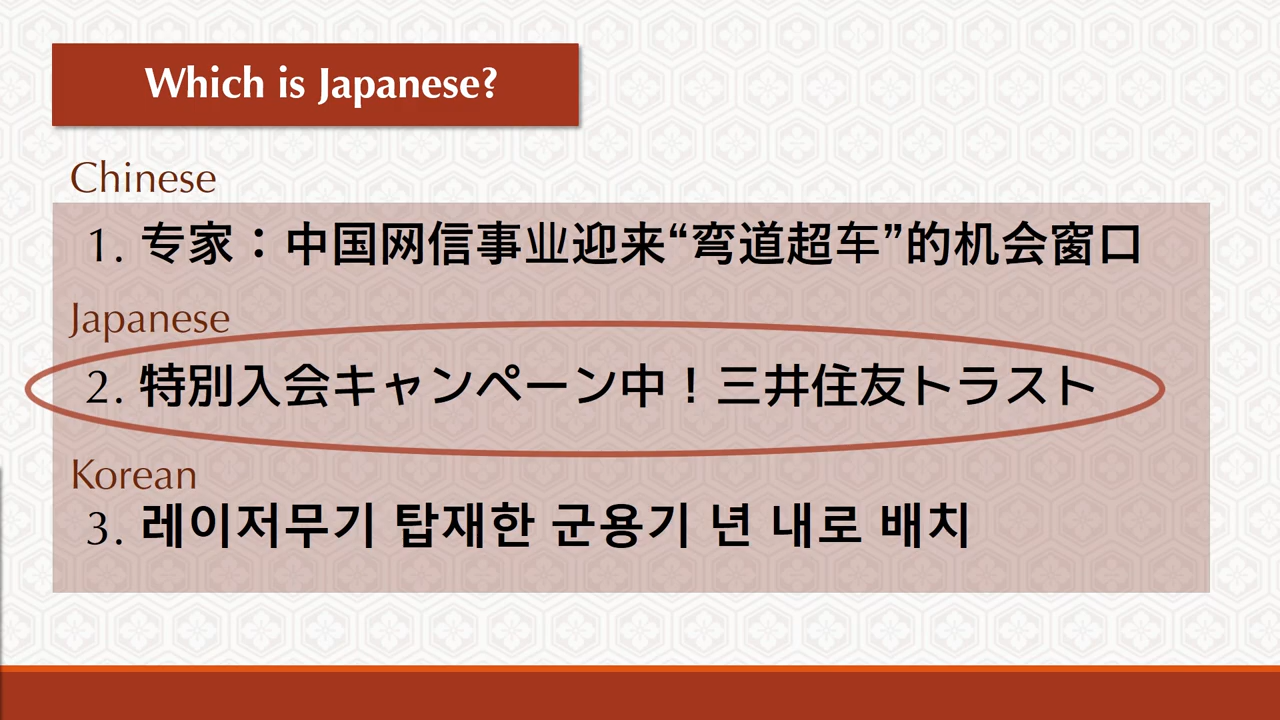 Which is Japanese?
Chinese
1. 专家：中国网信事业迎来“弯道超车”的机会窗口
Japanese
2. 特別入会キャンペーン中！三井住友トラスト
Korean
3. 레이저무기 탑재한 군용기 년 내로 배치